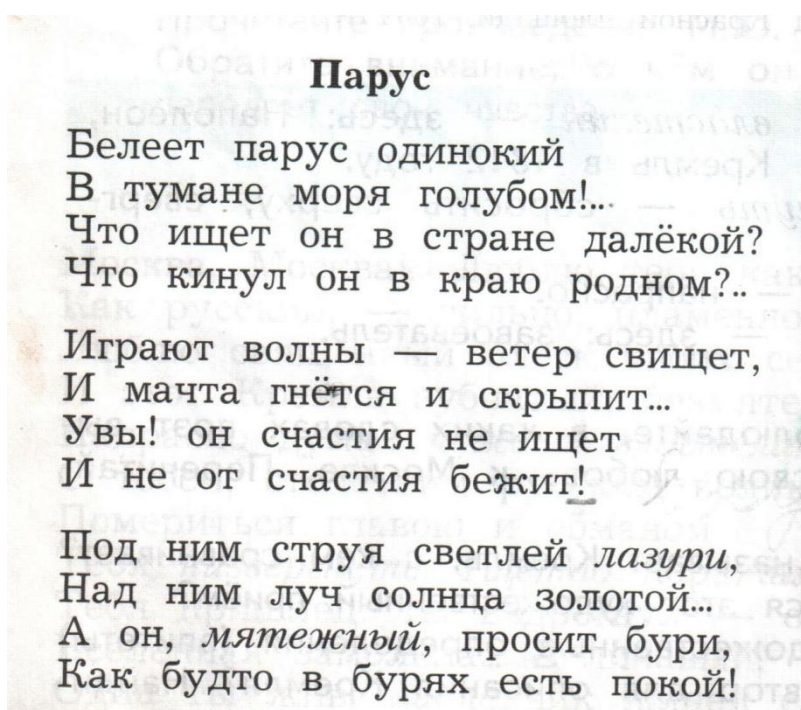 Парус
Белеет парус одинокий
В тумане моря голубом!..
Что ищет он в стране далёкой?
Что кинул он в краю родном?..
Играют волны — ветер свищет,
И мачта гнётся и скрыпит...
Увы! он счастия не ищет
И не от счастия бежит!
Под ним струя светлей лазури,
Над ним луч солнца золотой...
А он, мятежный, просит бури,
Как будто в бурях есть покой!